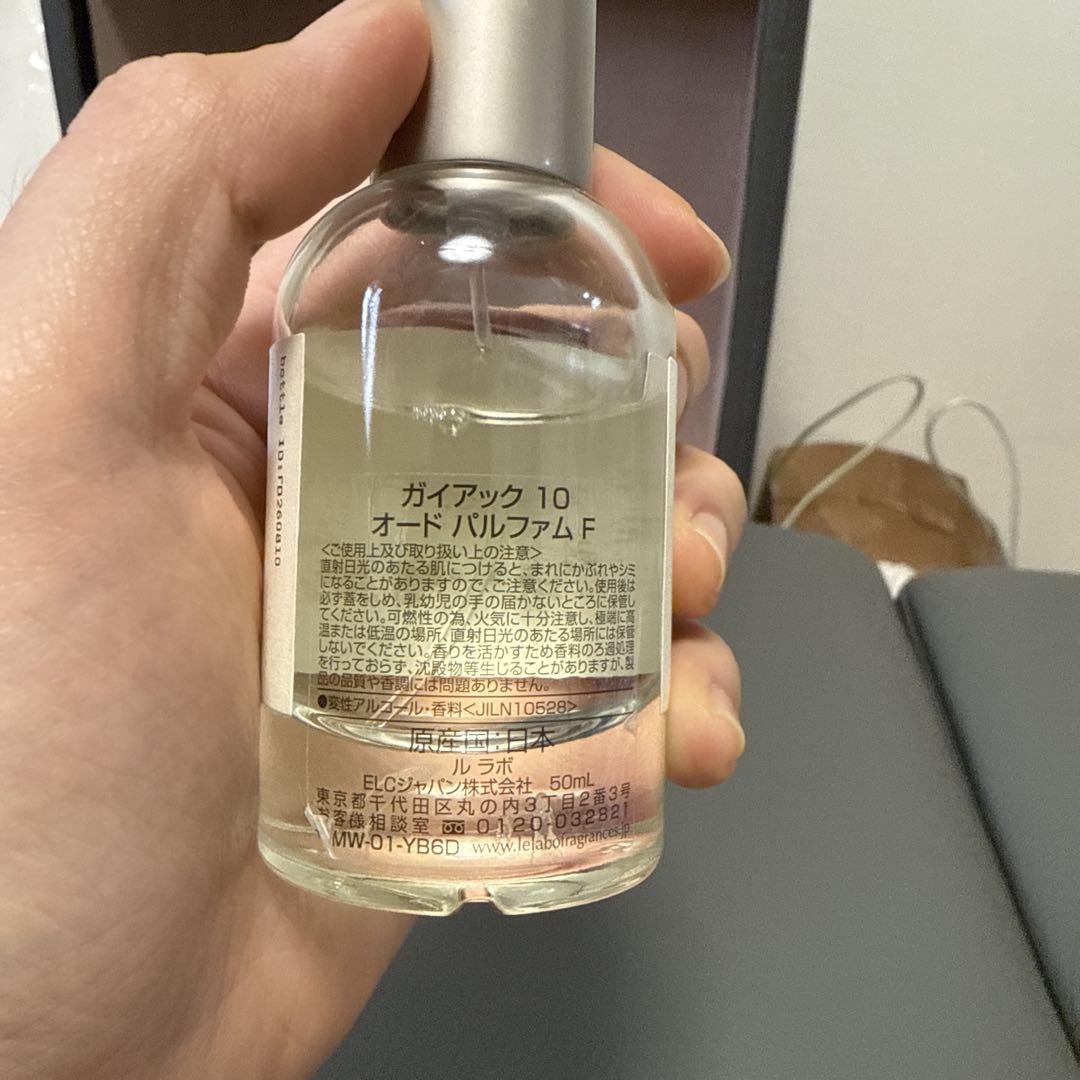 ガイアック 10
オード パルファム F
<ご使用上及び取り扱い上の注意>
直射日光のあたる肌につけると、まれにかぶれやシミ
になることがありますので、ご注意ください。使用後は
必ず蓋をしめ、乳幼児の手の届かないところに保管し
てください。可燃性の為、火気に十分注意し、極端に高
温または低温の場所、直射日光のあたる場所には保管
しないでください。香りを活かすため香料のろ過処理
を行っておらず、沈殿物等生じることがありますが、製
品の品質や香調には問題ありません。
●変性アルコール・香料<JILN10528>
原産国:日本
ル ラボ
ELCジャパン株式会社 50mL
東京都千代田区丸の内3丁目2番3号
お客様相談室 0120-032821
MW-01-YB6D www.lelabofragrances.jp
bottle ID: